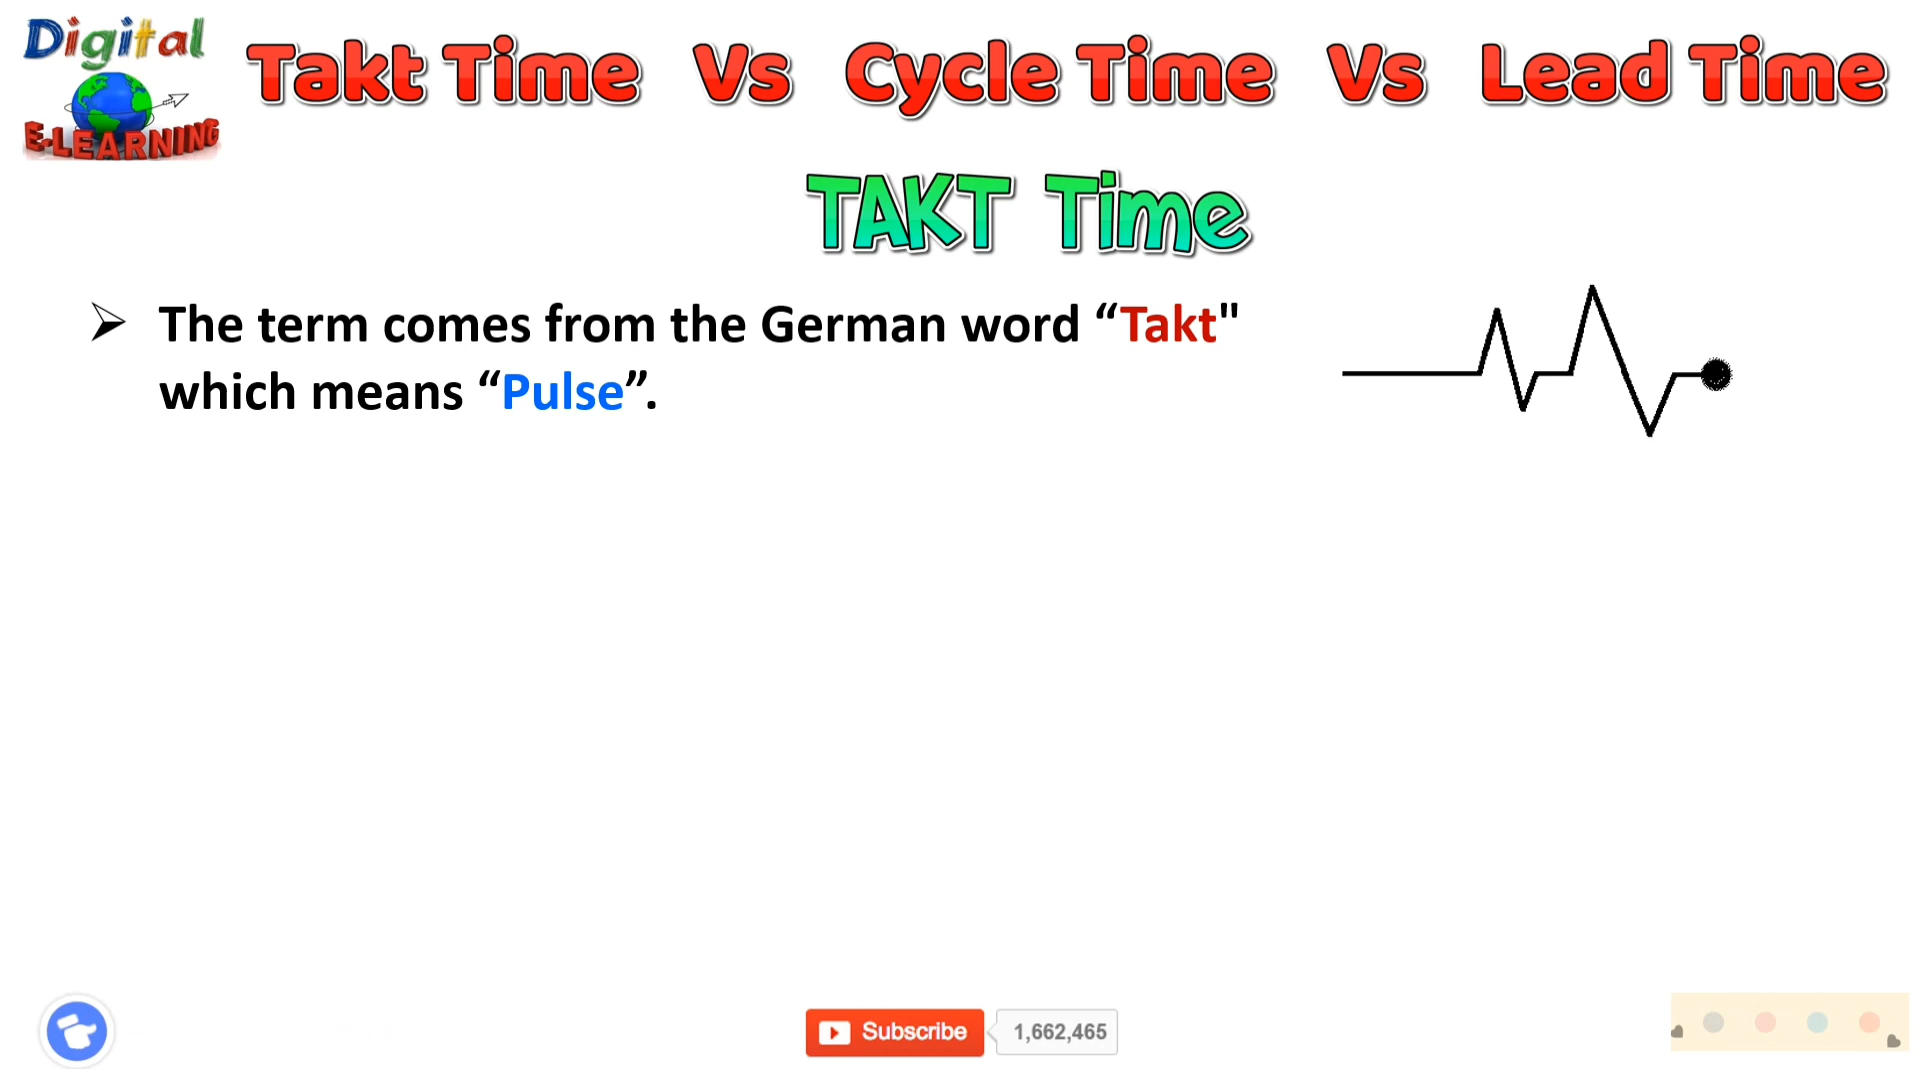 Digital
E-LEARNING
Takt Time Vs Cycle Time Vs Lead Time
TAKT Time
The term comes from the German word “Takt"
which means “Pulse”.
Subscribe 1,662,465